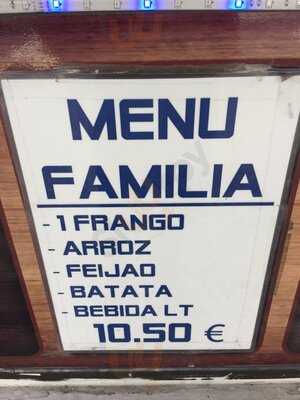 MENU
FAMILIA
- 1 FRANGO
- ARROZ
- FEIJAO
- BATATA
- BEBIDA LT
10.50 €